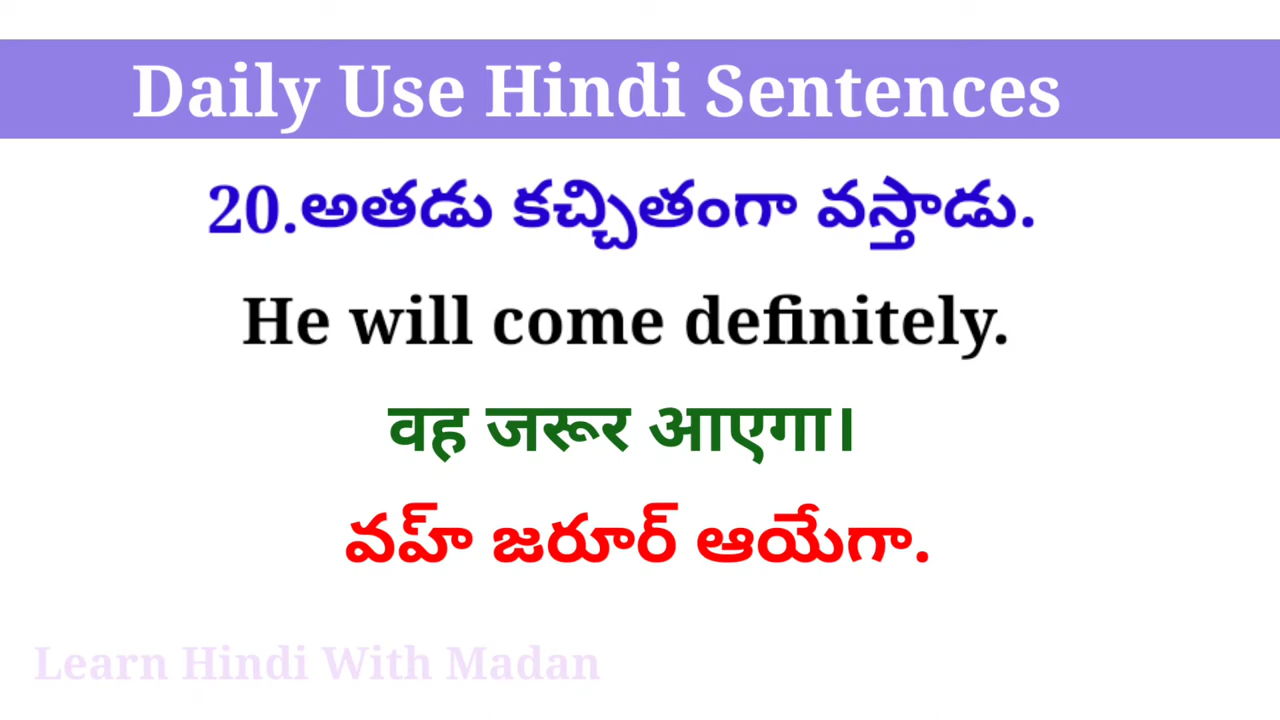 Daily Use Hindi Sentences
20.అతడు కచ్చితంగా వస్తాడు.
He will come definitely.
वह जरूर आएगा।
వహ్ జరూర్ ఆయేగా.
Learn Hindi With Madan